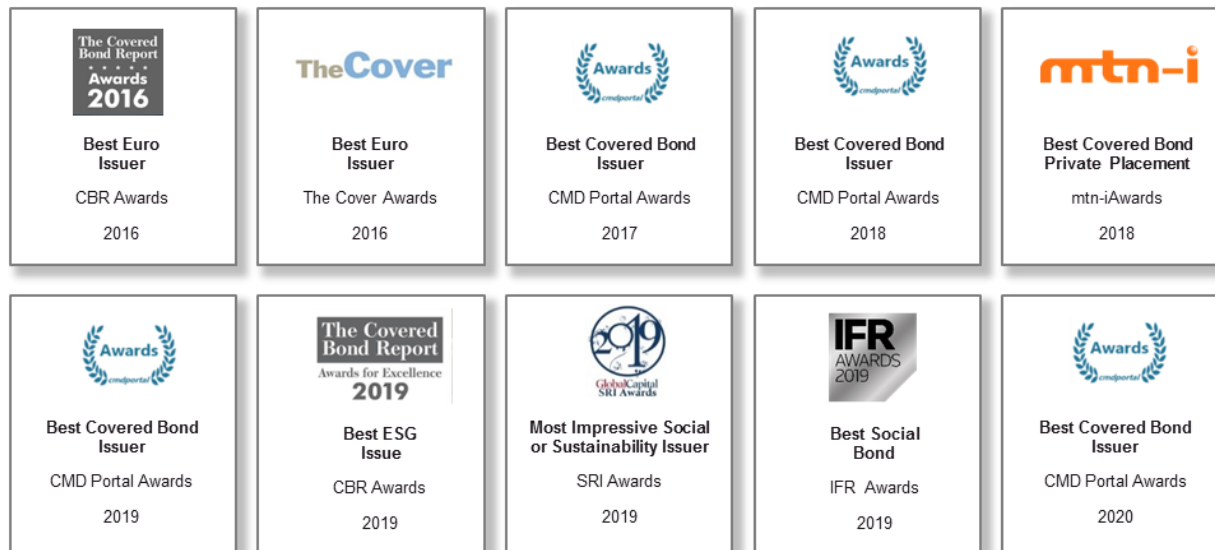 The Covered
Bond Report
Awards
2016
Best Euro
Issuer
CBR Awards
2016
TheCover
Best Euro
Issuer
The Cover Awards
2016
Awards
cmdportal
Best Covered Bond
Issuer
CMD Portal Awards
2017
Awards
cmdportal
Best Covered Bond
Issuer
CMD Portal Awards
2018
mtn-i
Best Covered Bond
Private Placement
mtn-iAwards
2018
Awards
cmdportal
Best Covered Bond
Issuer
CMD Portal Awards
2019
The Covered
Bond Report
Awards for Excellence
2019
Best ESG
Issue
CBR Awards
2019
2019
GlobalCapital
SRI Awards
Most Impressive Social
or Sustainability Issuer
SRI Awards
2019
IFR
AWARDS
2019
Best Social
Bond
IFR Awards
2019
Awards
cmdportal
Best Covered Bond
Issuer
CMD Portal Awards
2020